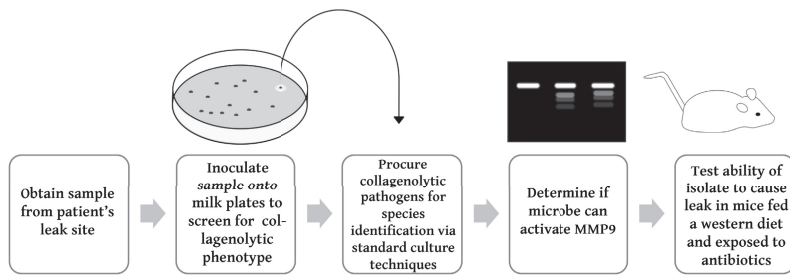 Obtain sample
from patient's
leak site
Inoculate
sample onto
milk plates to
screen for col-
lagenolytic
phenotype
Procure
collagenolytic
pathogens for
species
identification via
standard culture
techniques
Determine if
microbe can
activate MMP9
Test ability of
isolate to cause
leak in mice fed
a western diet
and exposed to
antibiotics